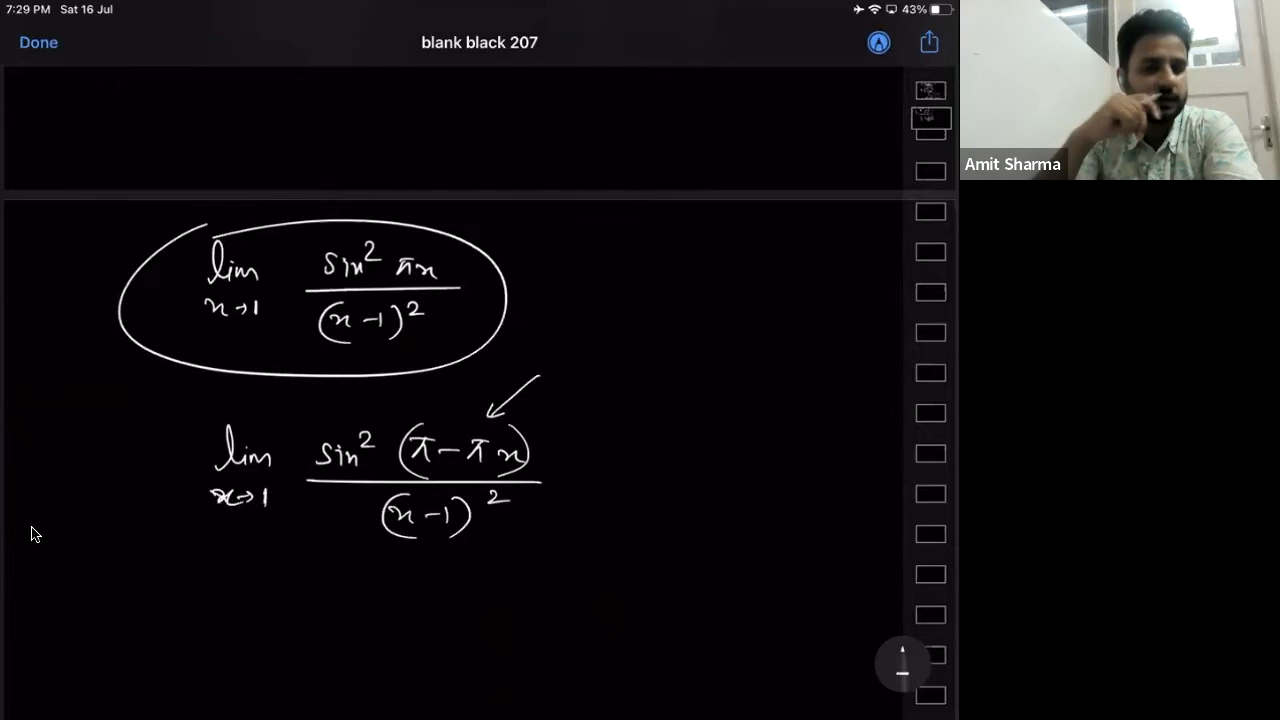 7:29 PM Sat 16 Jul 43%
Done blank black 207
Amit Sharma
lim sin² πx
x→1 (x-1)²
lim sin² (π-πx)
x→1 (x-1)²